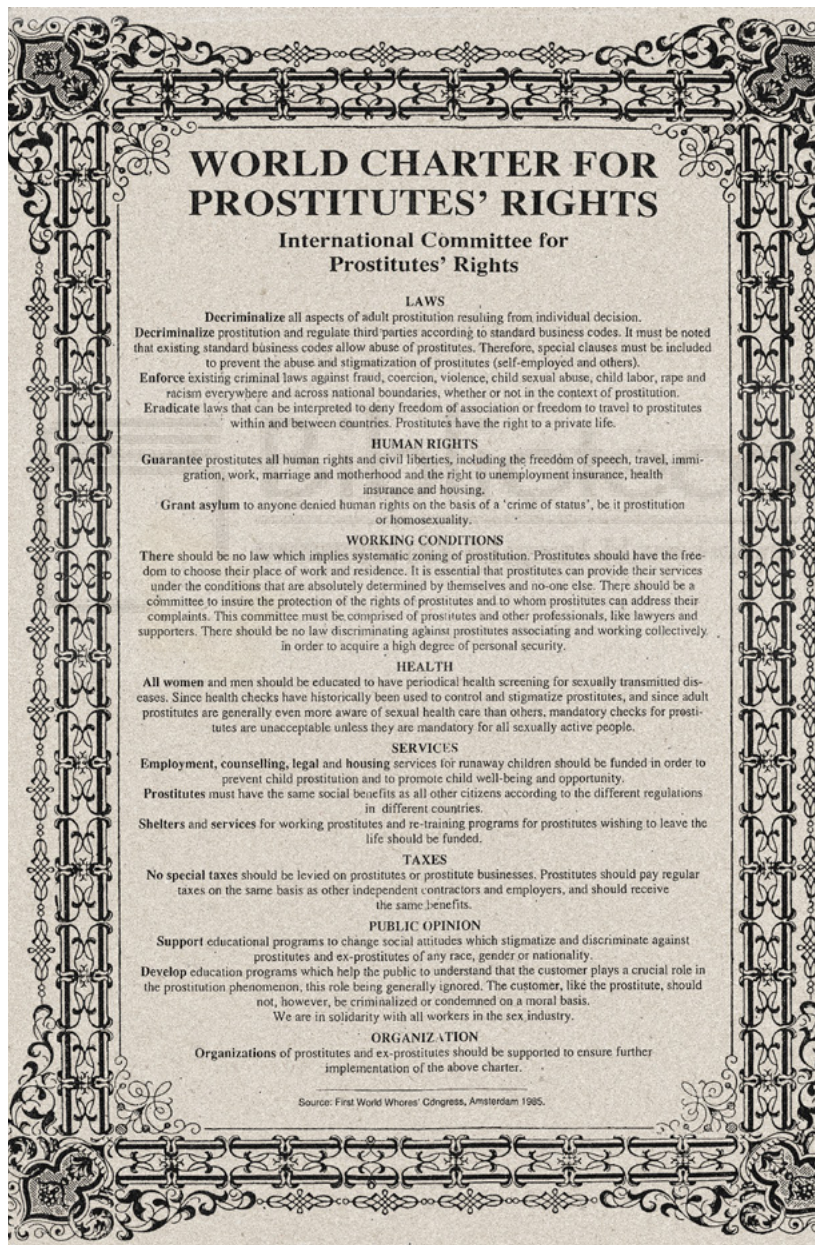 WORLD CHARTER FOR
PROSTITUTES' RIGHTS
International Committee for
Prostitutes' Rights
LAWS
Decriminalize all aspects of adult prostitution resulting from individual decision.
Decriminalize prostitution and regulate third parties according to standard business codes. It must be noted
that existing standard business codes allow abuse of prostitutes. Therefore, special clauses must be included
to prevent the abuse and stigmatization of prostitutes (self-employed and others).
Enforce existing criminal laws against fraud, coercion, violence, child sexual abuse, child labor, rape and
racism everywhere and across national boundaries, whether or not in the context of prostitution.
Eradicate laws that can be interpreted to deny freedom of association or freedom to travel to prostitutes
within and between countries. Prostitutes have the right to a private life.
HUMAN RIGHTS
Guarantee prostitutes all human rights and civil liberties, including the freedom of speech, travel, immi-
gration, work, marriage and motherhood and the right to unemployment insurance, health
insurance and housing.
Grant asylum to anyone denied human rights on the basis of a 'crime of status', be it prostitution
or homosexuality.
WORKING CONDITIONS
There should be no law which implies systematic zoning of prostitution. Prostitutes should have the free-
dom to choose their place of work and residence. It is essential that prostitutes can provide their services
under the conditions that are absolutely determined by themselves and no-one else. There should be a
committee to insure the protection of the rights of prostitutes and to whom prostitutes can address their
complaints. This committee must be comprised of prostitutes and other professionals, like lawyers and
supporters. There should be no law discriminating against prostitutes associating and working collectively
in order to acquire a high degree of personal security.
HEALTH
All women and men should be educated to have periodical health screening for sexually transmitted dis-
eases. Since health checks have historically been used to control and stigmatize prostitutes, and since adult
prostitutes are generally even more aware of sexual health care than others, mandatory checks for prosti-
tutes are unacceptable unless they are mandatory for all sexually active people.
SERVICES
Employment, counselling, legal and housing services for runaway children should be funded in order to
prevent child prostitution and to promote child well-being and opportunity.
Prostitutes must have the same social benefits as all other citizens according to the different regulations
in different countries.
Shelters and services for working prostitutes and re-training programs for prostitutes wishing to leave the
life should be funded.
TAXES
No special taxes should be levied on prostitutes or prostitute businesses. Prostitutes should pay regular
taxes on the same basis as other independent contractors and employers, and should receive
the same benefits.
PUBLIC OPINION
Support educational programs to change social attitudes which stigmatize and discriminate against
prostitutes and ex-prostitutes of any race, gender or nationality.
Develop education programs which help the public to understand that the customer plays a crucial role in
the prostitution phenomenon, this role being generally ignored. The customer, like the prostitute, should
not, however, be criminalized or condemned on a moral basis.
We are in solidarity with all workers in the sex industry.
ORGANIZATION
Organizations of prostitutes and ex-prostitutes should be supported to ensure further
implementation of the above charter.
Source: First World Whores' Congress, Amsterdam 1985.